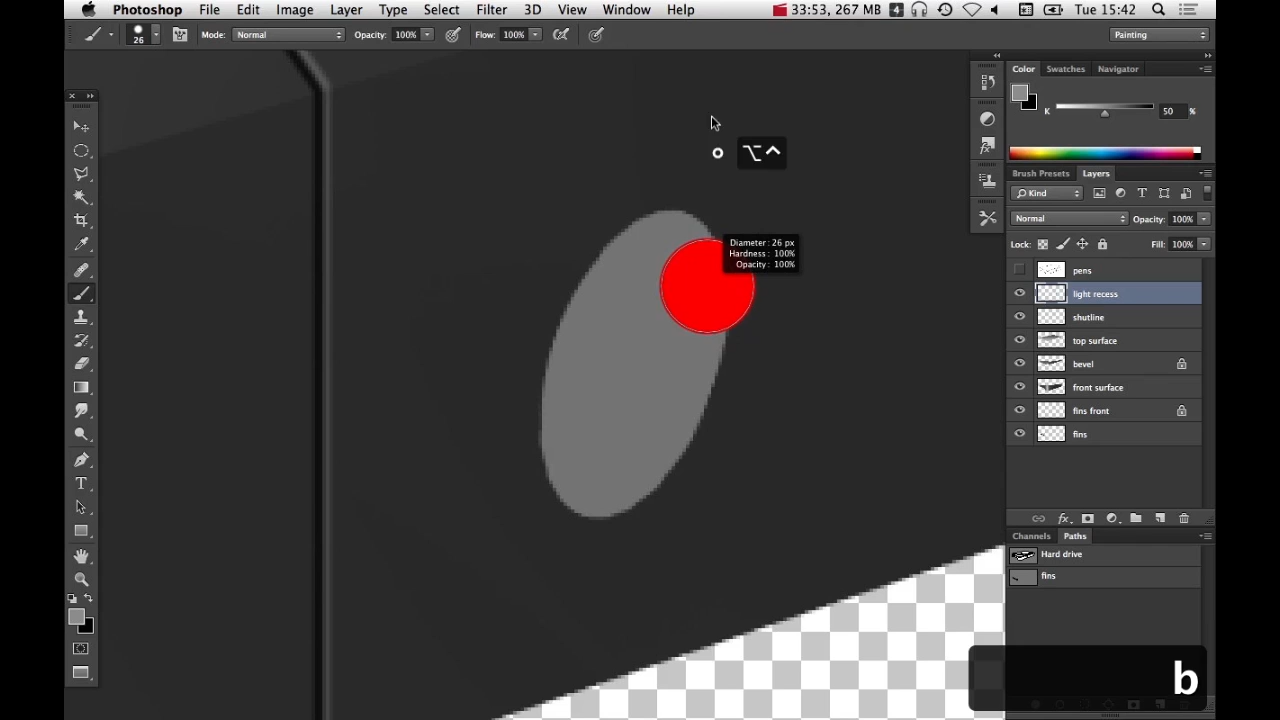 Photoshop File Edit Image Layer Type Select Filter 3D View Window Help 33:53, 267 MB 4 Tue 15:42
26 Mode: Normal Opacity: 100% Flow: 100% Painting
Color Swatches Navigator
K 50 %
⌥⌃
Brush Presets Layers
Kind
Normal Opacity: 100%
Lock: Fill: 100%
Diameter: 26 px
Hardness: 100%
Opacity: 100%
pens
light recess
shutline
top surface
bevel
front surface
fins front
fins
T
fx
Channels Paths
Hard drive
fins
b